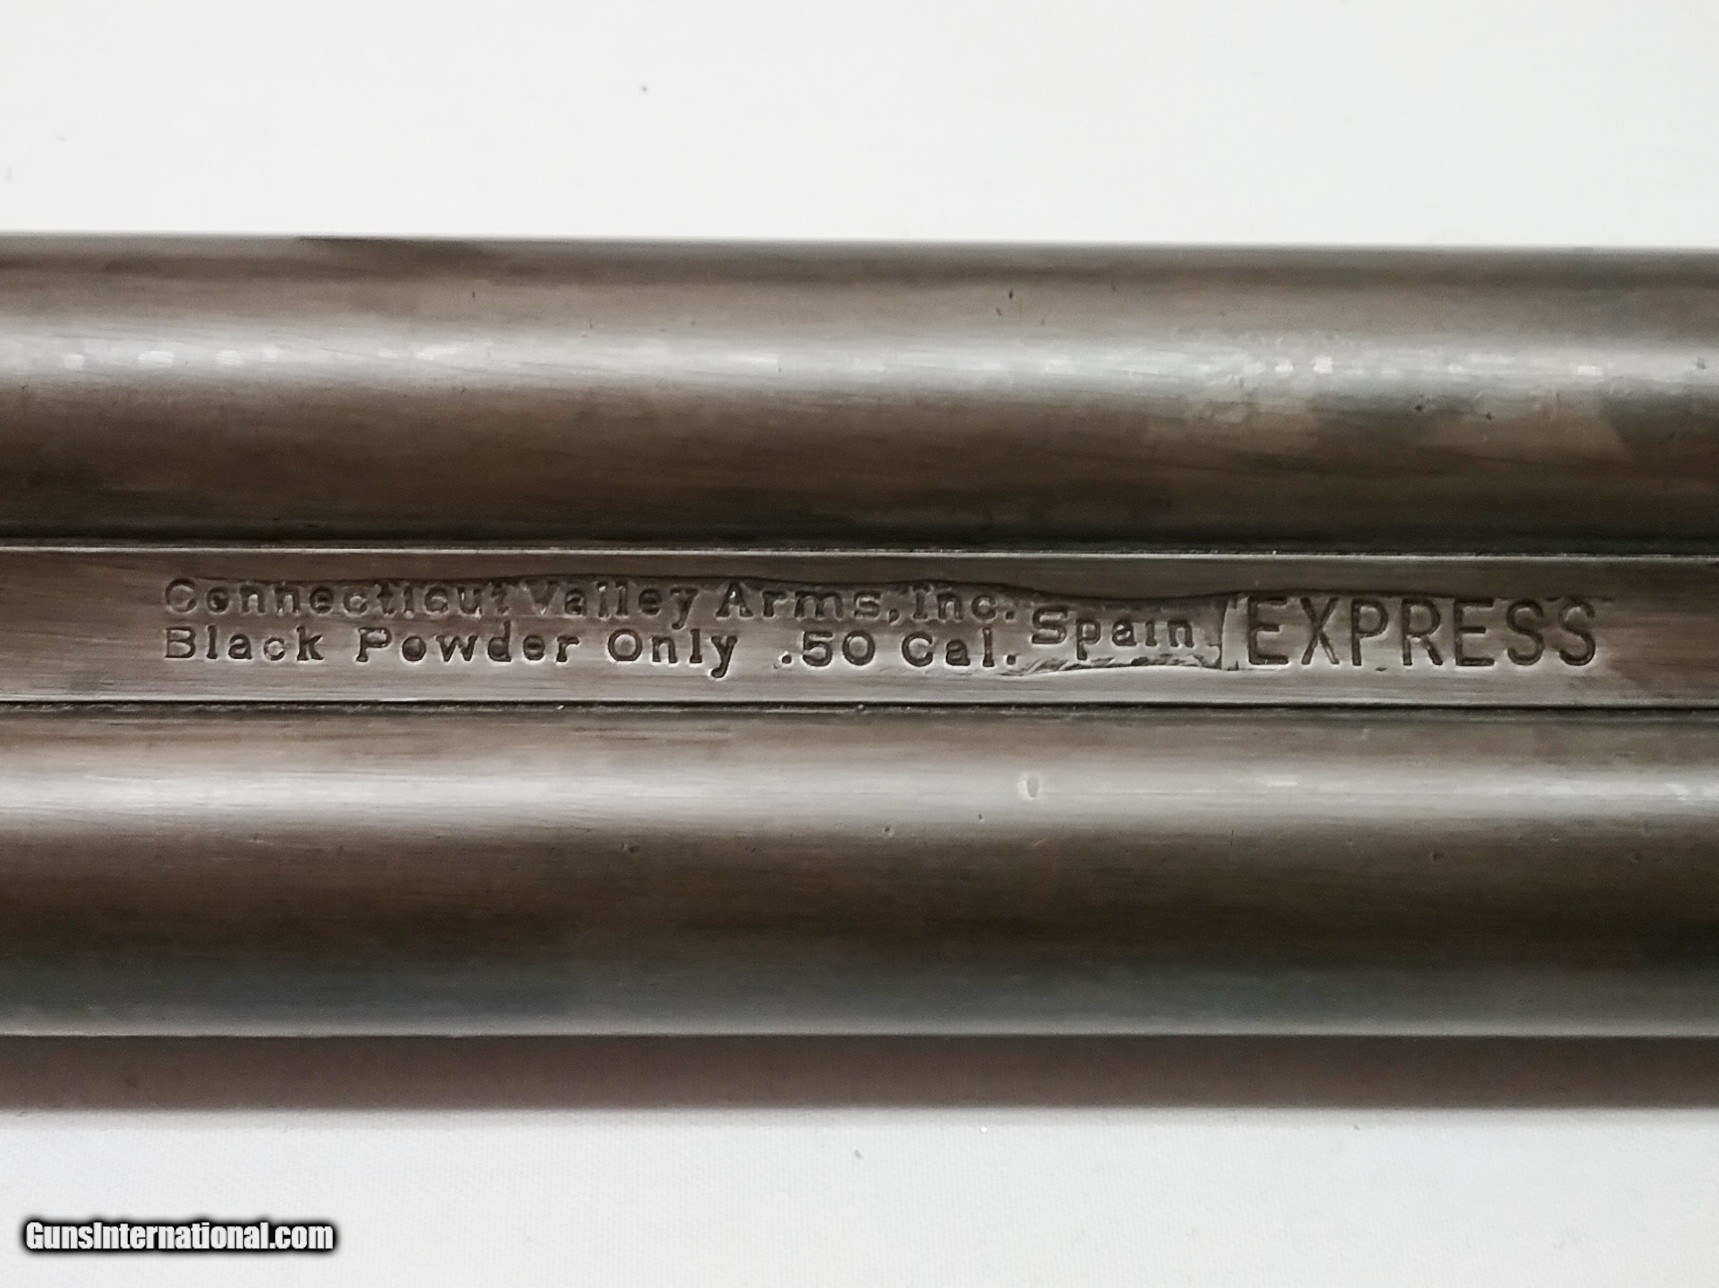 Connecticut Valley Arms, Inc.
Black Powder Only .50 Cal. Spain EXPRESS
GunsInternational.com